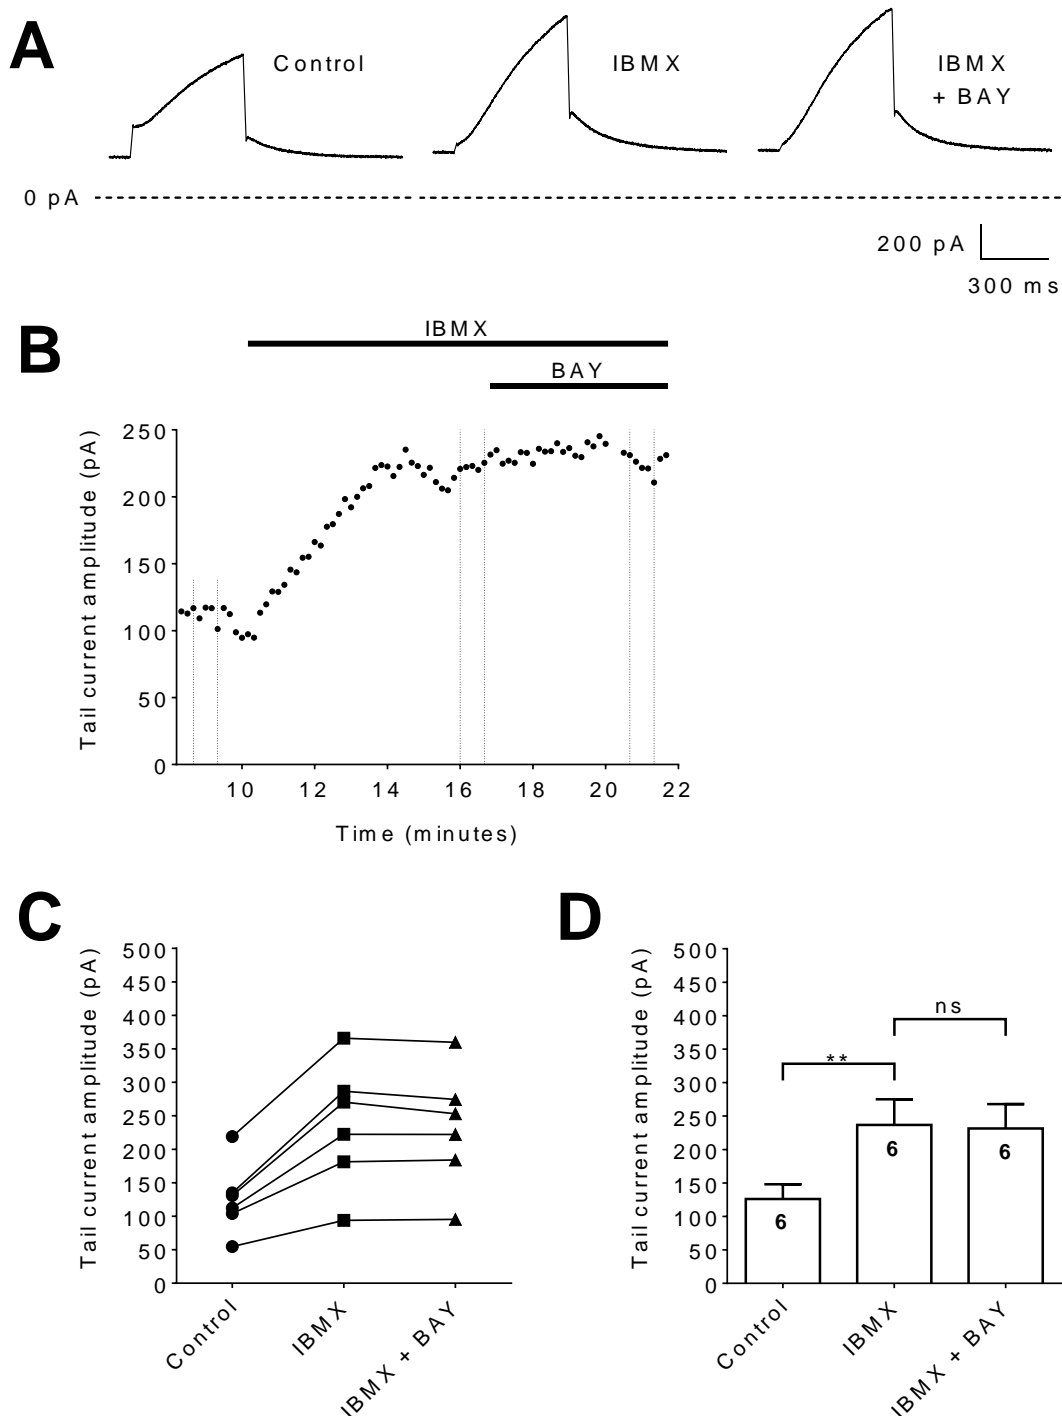 A
Control
IBMX
IBMX
+ BAY
0 pA
200 pA
300 ms
B
IBMX
BAY
Tail current amplitude (pA)
250
200
150
100
50
0
10 12 14 16 18 20 22
Time (minutes)
C
Tail current amplitude (pA)
500
450
400
350
300
250
200
150
100
50
0
Control
IBMX
IBMX + BAY
D
Tail current amplitude (pA)
500
450
400
350
300
250
200
150
100
50
0
ns
**
6
6
6
Control
IBMX
IBMX + BAY